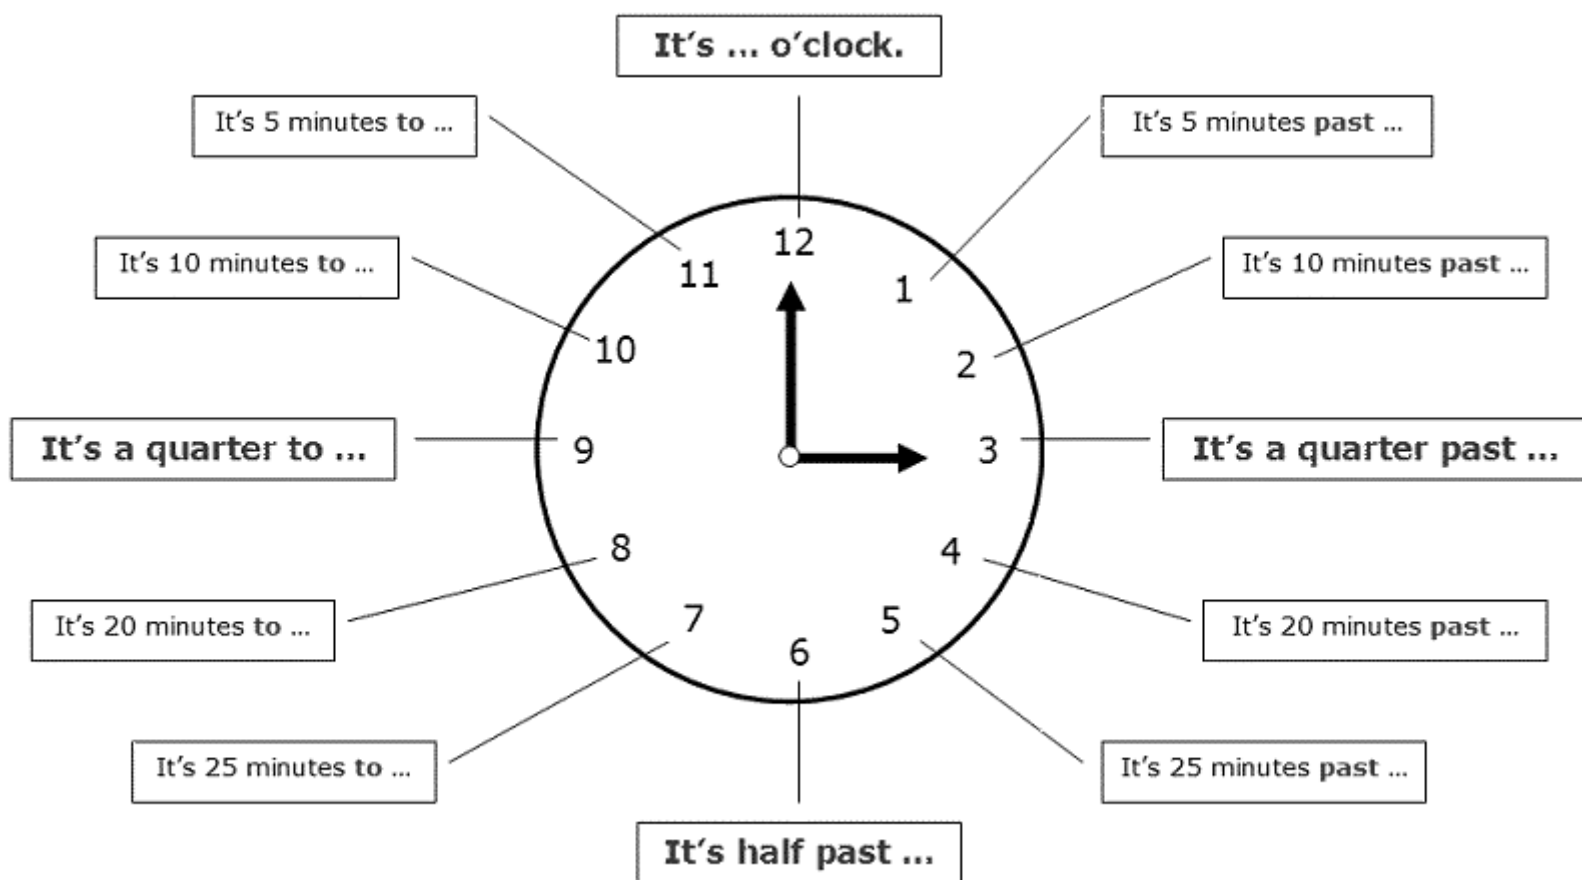 It's ... o'clock.
It's 5 minutes to ...
It's 5 minutes past ...
12
11
1
It's 10 minutes to ...
It's 10 minutes past ...
10
2
It's a quarter to ...
9
3
It's a quarter past ...
8
4
It's 20 minutes to ...
It's 20 minutes past ...
7
5
6
It's 25 minutes to ...
It's 25 minutes past ...
It's half past ...